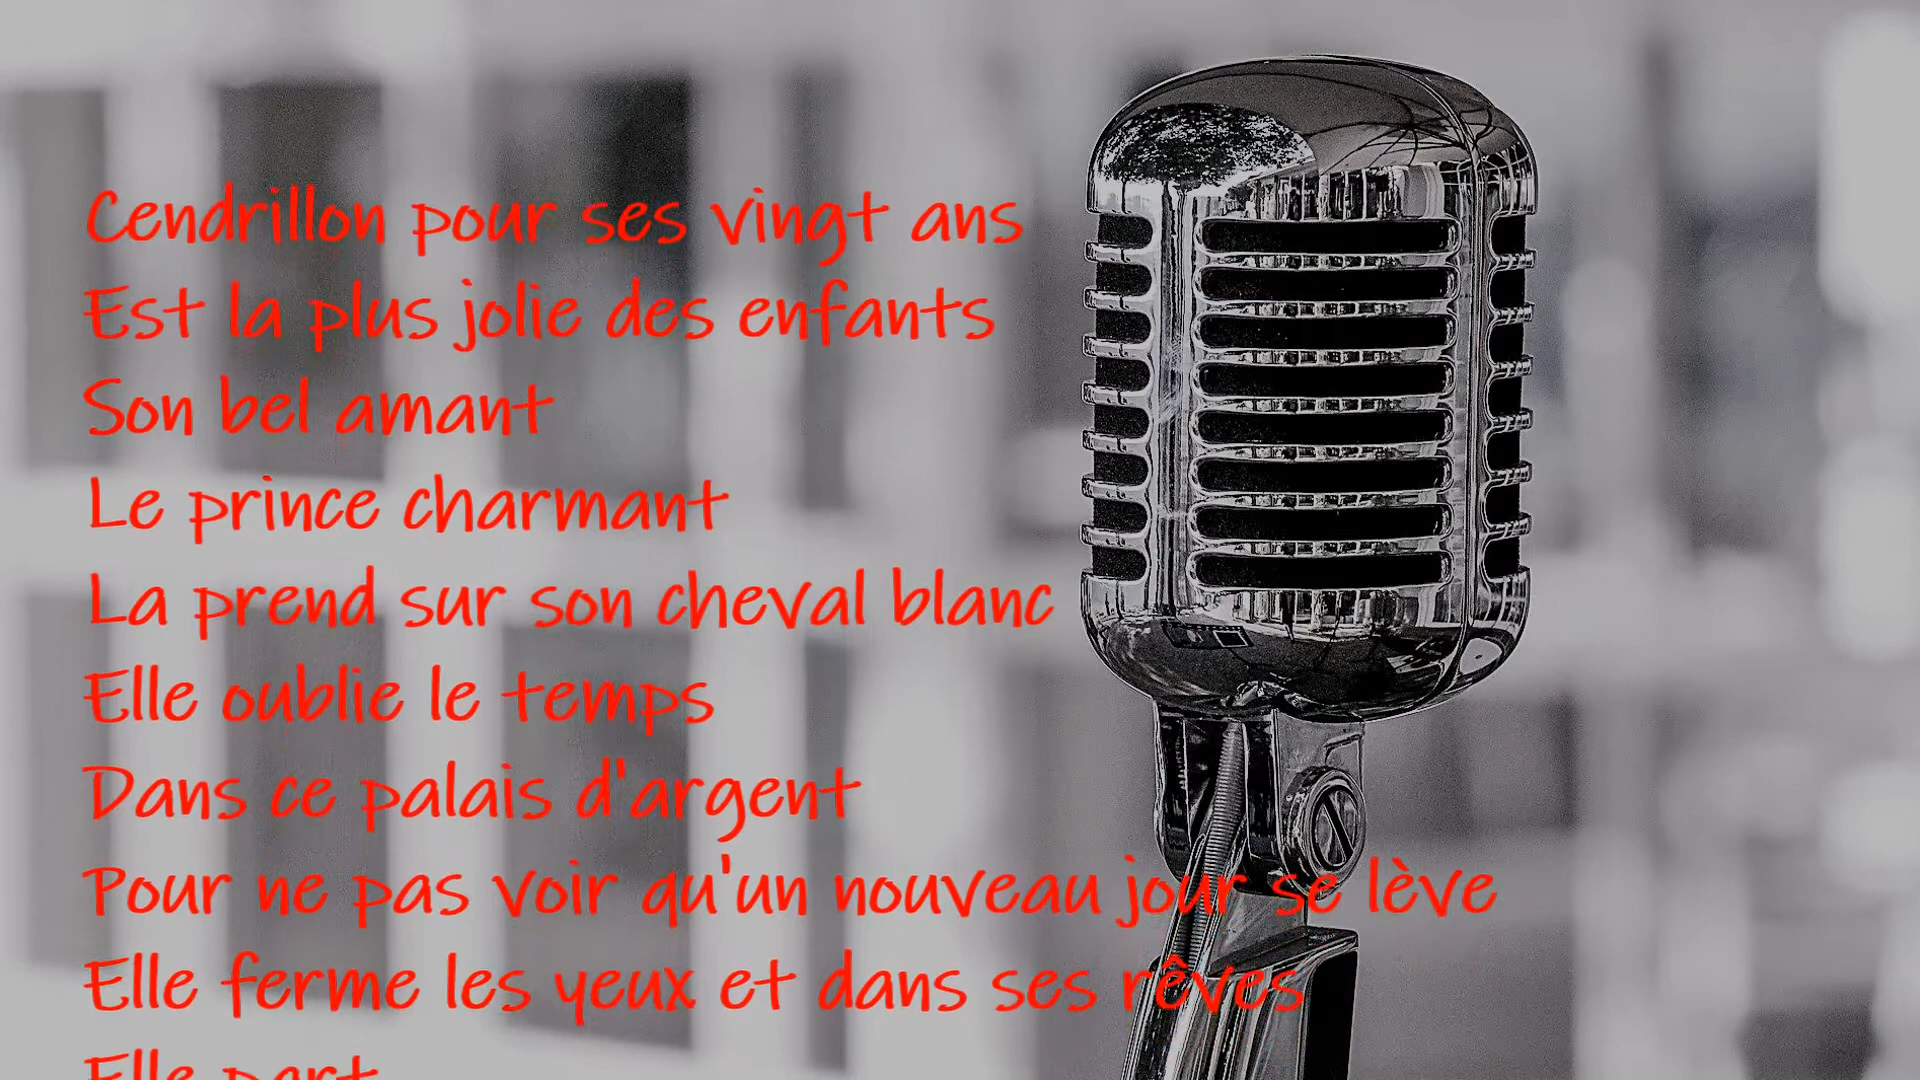 Cendrillon pour ses vingt ans
Est la plus jolie des enfants
Son bel amant
Le prince charmant
La prend sur son cheval blanc
Elle oublie le temps
Dans ce palais d'argent
Pour ne pas voir qu'un nouveau jour se lève
Elle ferme les yeux et dans ses rêves
Elle part